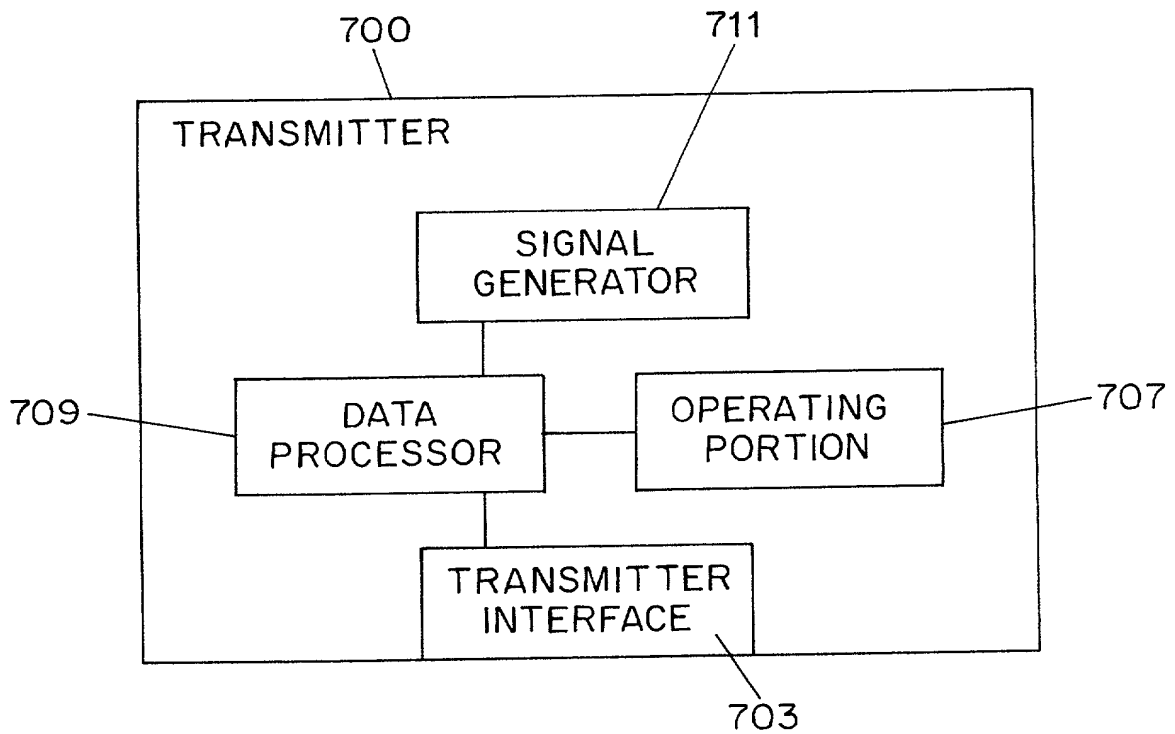 700
711
TRANSMITTER
SIGNAL
GENERATOR
709
DATA
PROCESSOR
OPERATING
PORTION
707
TRANSMITTER
INTERFACE
703